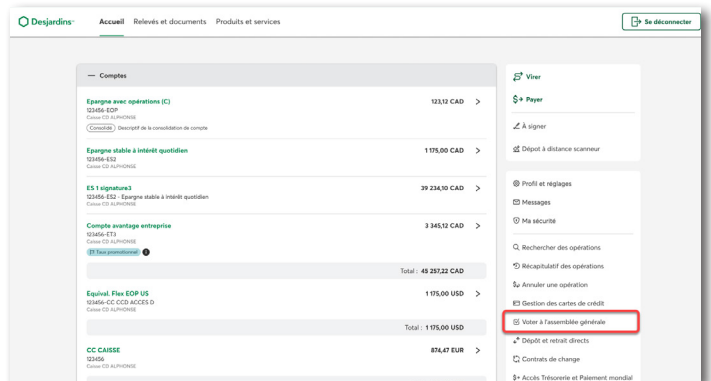 Desjardins
Accueil Relevés et documents Produits et services
Se déconnecter
— Comptes
Epargne avec opérations (C) 123,12 CAD >
123456-EOP
Caisse CD ALPHONSE
Consolidé Descriptif de la consolidation de compte
Epargne stable à intérêt quotidien 1 175,00 CAD >
123456-ES2
Caisse CD ALPHONSE
ES 1 signature3 39 234,10 CAD >
123456-ES2 - Epargne stable à intérêt quotidien
Caisse CD ALPHONSE
Compte avantage entreprise 3 345,12 CAD >
123456-ET3
Caisse CD ALPHONSE
Taux promotionnel
Total : 45 257,22 CAD
Equival. Flex EOP US 1 175,00 USD >
123456-CC CCD ACCES D
Caisse CD ALPHONSE
Total : 1 175,00 USD
CC CAISSE 874,47 EUR >
123456
Caisse CD ALPHONSE
Virer
Payer
À signer
Dépot à distance scanneur
Profil et réglages
Messages
Ma sécurité
Rechercher des opérations
Récapitulatif des opérations
Annuler une opération
Gestion des cartes de crédit
Voter à l'assemblée générale
Dépôt et retrait directs
Contrats de change
Accès Trésorerie et Paiement mondial